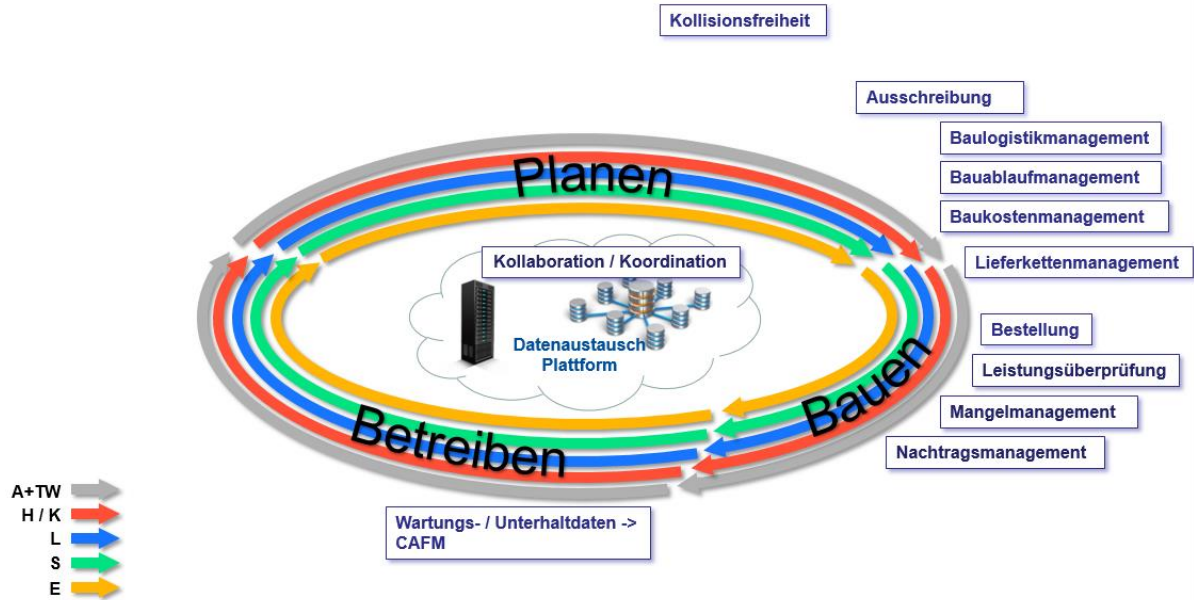 Kollisionsfreiheit
Ausschreibung
Baulogistikmanagement
Bauablaufmanagement
Baukostenmanagement
Lieferkettenmanagement
Planen
Kollaboration / Koordination
Datenaustausch
Plattform
Bestellung
Leistungsüberprüfung
Mangelmanagement
Nachtragsmanagement
Bauen
Betreiben
Wartungs- / Unterhaltdaten ->
CAFM
A+TW
H / K
L
S
E